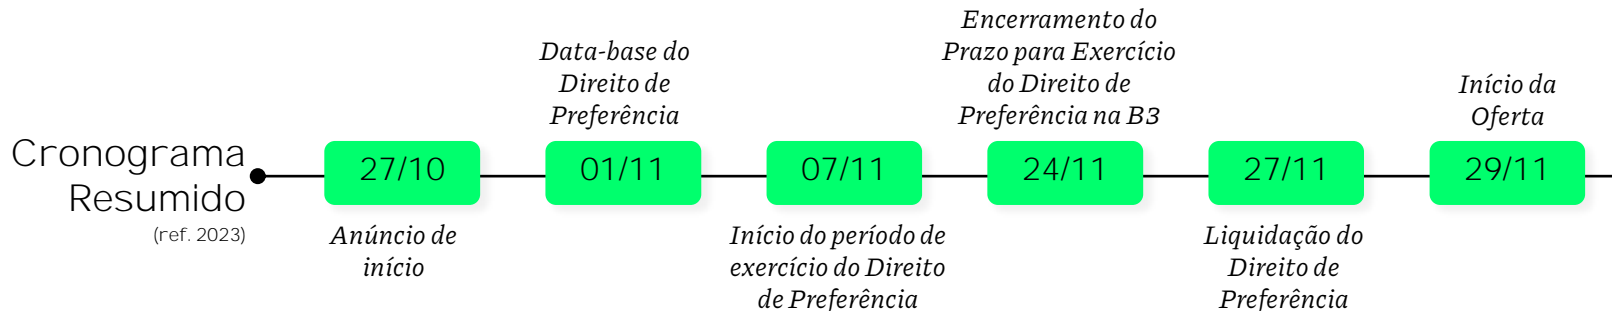 Cronograma
Resumido
(ref. 2023)
27/10
Anúncio de
início
Data-base do
Direito de
Preferência
01/11
07/11
Início do período de
exercício do Direito
de Preferência
Encerramento do
Prazo para Exercício
do Direito de
Preferência na B3
24/11
27/11
Liquidação do
Direito de
Preferência
Início da
Oferta
29/11